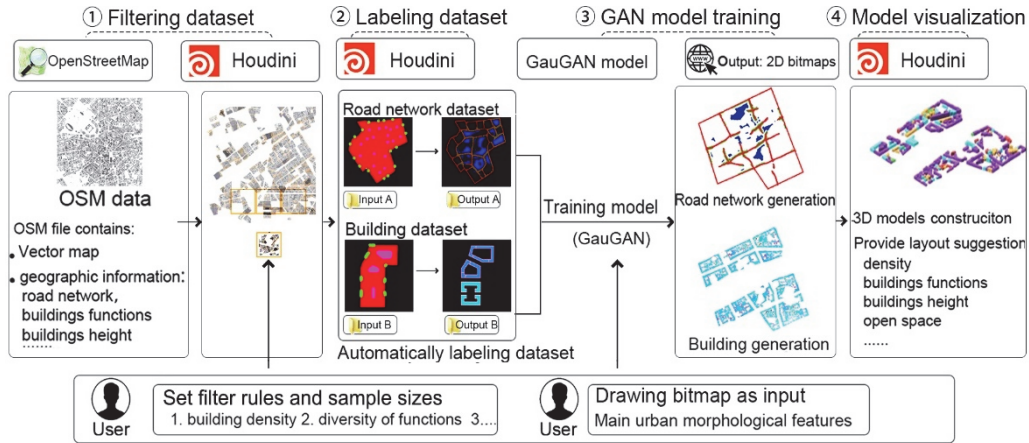 ① Filtering dataset
② Labeling dataset
③ GAN model training
④ Model visualization
OpenStreetMap
Houdini
Houdini
GauGAN model
www
Output: 2D bitmaps
Houdini
OSM data
OSM file contains:
• Vector map
• geographic information:
road network,
buildings functions
buildings height
.......
Road network dataset
Input A
Output A
Building dataset
Input B
Output B
Automatically labeling dataset
Training model
(GauGAN)
Road network generation
Building generation
3D models construciton
Provide layout suggestion
density
buildings functions
buildings height
open space
......
User
Set filter rules and sample sizes
1. building density 2. diversity of functions 3....
User
Drawing bitmap as input
Main urban morphological features